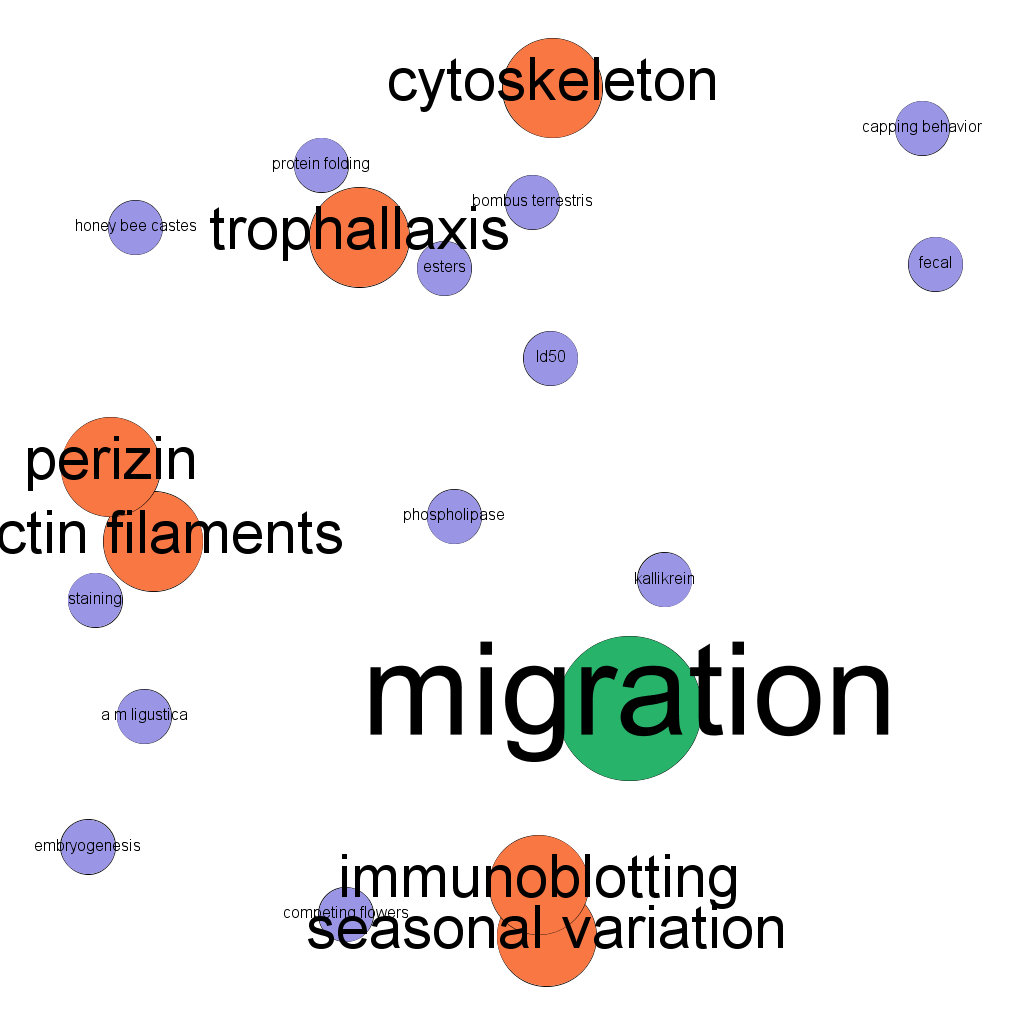 cytoskeleton
capping behavior
protein folding
bombus terrestris
honey bee castes
trophallaxis
esters
fecal
ld50
perizin
phospholipase
ctin filaments
kallikrein
staining
migration
a m ligustica
embryogenesis
immunoblotting
competing flowers
seasonal variation